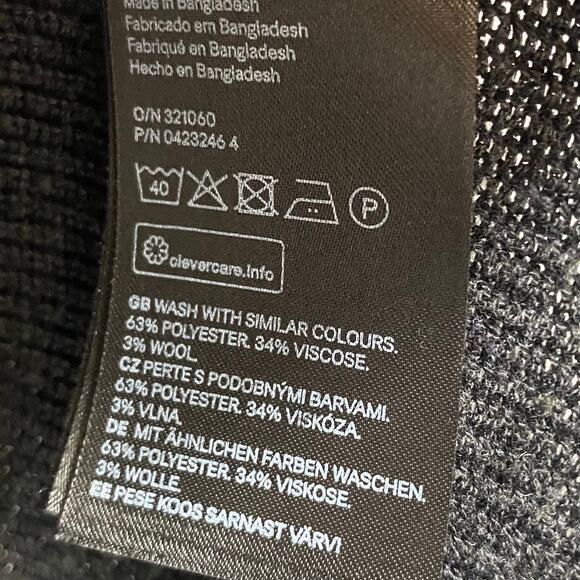 Made in Bangladesh
Fabricado em Bangladesh
Fabriqué en Bangladesh
Hecho en Bangladesh
O/N 321060
P/N 0423246 4
40 P
clevercare.info
GB WASH WITH SIMILAR COLOURS.
63% POLYESTER. 34% VISCOSE.
3% WOOL.
CZ PERTE S PODOBNÝMI BARVAMI.
63% POLYESTER. 34% VISKÓZA.
3% VLNA
DE MIT ÄHNLICHEN FARBEN WASCHEN.
63% POLYESTER. 34% VISKOSE.
3% WOLLE
EE PESE KOOS SARNAST VÄRVI